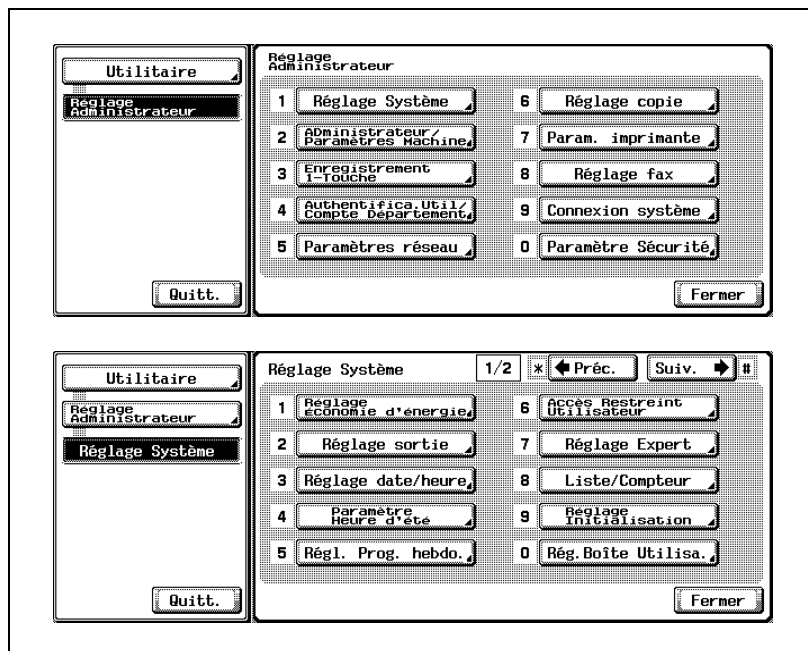 Utilitaire
Réglage
Administrateur
Quitt.
Réglage
Administrateur
1 Réglage Système
2 ADministrateur/
Paramètres Machine
3 Enregistrement
1-Touche
4 Authentifica.Util/
Compte Département
5 Paramètres réseau
6 Réglage copie
7 Param. imprimante
8 Réglage fax
9 Connexion système
0 Paramètre Sécurité
Fermer
Utilitaire
Réglage
Administrateur
Réglage Système
Quitt.
Réglage Système 1/2 * Préc. Suiv. #
1 Réglage
économie d'énergie
2 Réglage sortie
3 Réglage date/heure
4 Paramètre
Heure d'été
5 Régl. Prog. hebdo.
6 Accès Restreint
Utilisateur
7 Réglage Expert
8 Liste/Compteur
9 Réglage
Initialisation
0 Rég.Boîte Utilisa.
Fermer